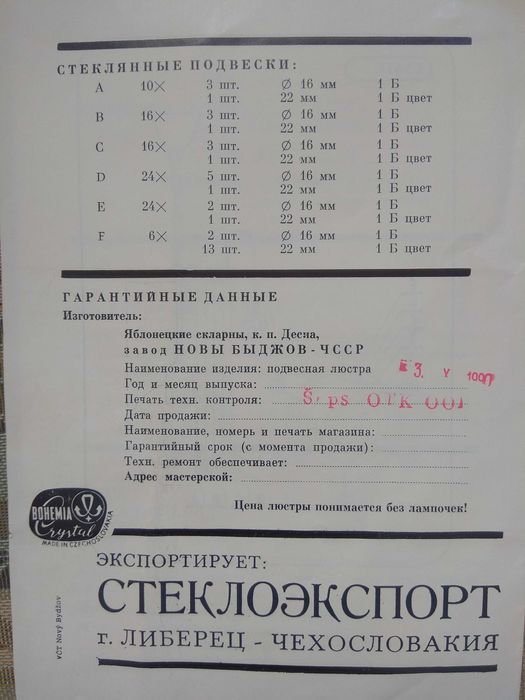 СТЕКЛЯННЫЕ ПОДВЕСКИ:
A 10× 3 шт. ∅ 16 мм 1 Б
1 шт. 22 мм 1 Б цвет
B 16× 3 шт. ∅ 16 мм 1 Б
1 шт. 22 мм 1 Б цвет
C 16× 3 шт. ∅ 16 мм 1 Б
1 шт. 22 мм 1 Б цвет
D 24× 5 шт. ∅ 16 мм 1 Б
1 шт. 22 мм 1 Б цвет
E 24× 2 шт. ∅ 16 мм 1 Б
1 шт. 22 мм 1 Б цвет
F 6× 2 шт. ∅ 16 мм 1 Б
13 шт. 22 мм 1 Б цвет
ГАРАНТИЙНЫЕ ДАННЫЕ
Изготовитель:
Яблонецкие скларны, к. п. Десна,
завод НОВЫ БЫДЖОВ - ЧССР
Наименование изделия: подвесная люстра
Год и месяц выпуска: 3. V
Печать техн. контроля: OTK 001
Дата продажи:
Наименование, номерь и печать магазина:
Гарантийный срок (с момента продажи):
Техн. ремонт обеспечивает:
Адрес мастерской:
Цена люстры понимается без лампочек!
BOHEMIA
Crystal
MADE IN CZECHOSLOVAKIA
ЭКСПОРТИРУЕТ:
СТЕКЛОЭКСПОРТ
г. ЛИБЕРЕЦ - ЧЕХОСЛОВАКИЯ
VČT Nový Bydžov